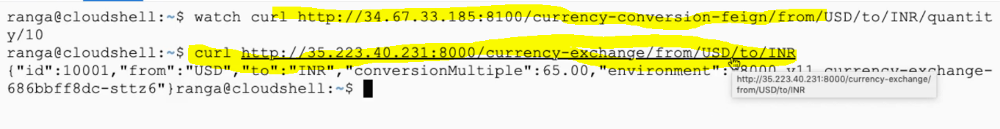 ranga@cloudshell:~$ watch curl http://34.67.33.185:8100/currency-conversion-feign/from/USD/to/INR/quantit
y/10
ranga@cloudshell:~$ curl http://35.223.40.231:8000/currency-exchange/from/USD/to/INR
{"id":10001,"from":"USD","to":"INR","conversionMultiple":65.00,"environment":"8000 v11 currency-exchange-
686bbff8dc-sttz6"}ranga@cloudshell:~$
http://35.223.40.231:8000/currency-exchange/
from/USD/to/INR